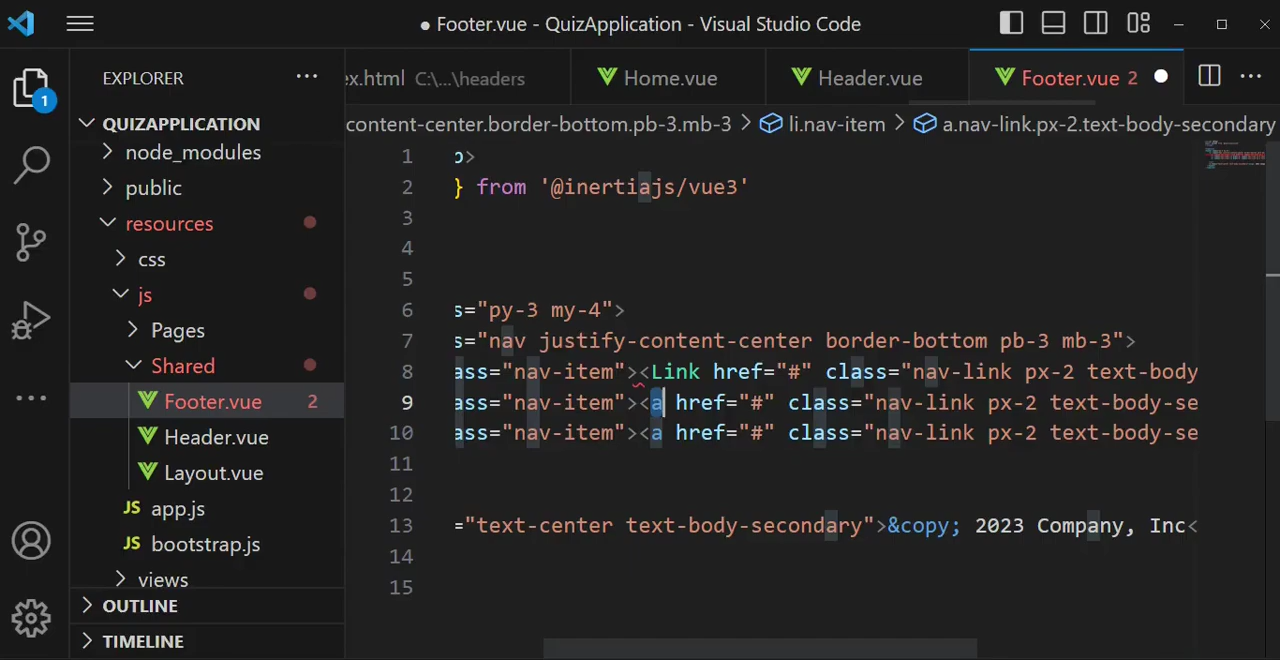 ● Footer.vue - QuizApplication - Visual Studio Code
EXPLORER
ex.html C:\...\headers
Home.vue
Header.vue
Footer.vue 2
1
QUIZAPPLICATION
content-center.border-bottom.pb-3.mb-3 > li.nav-item > a.nav-link.px-2.text-body-secondary
node_modules
public
resources
css
js
Pages
Shared
Footer.vue 2
Header.vue
Layout.vue
JS app.js
JS bootstrap.js
views
OUTLINE
TIMELINE
1 p>
2 } from '@inertiajs/vue3'
3
4
5
6 s="py-3 my-4">
7 s="nav justify-content-center border-bottom pb-3 mb-3">
8 ass="nav-item"><Link href="#" class="nav-link px-2 text-body
9 ass="nav-item"><a href="#" class="nav-link px-2 text-body-se
10 ass="nav-item"><a href="#" class="nav-link px-2 text-body-se
11
12
13 ="text-center text-body-secondary">&copy; 2023 Company, Inc<
14
15